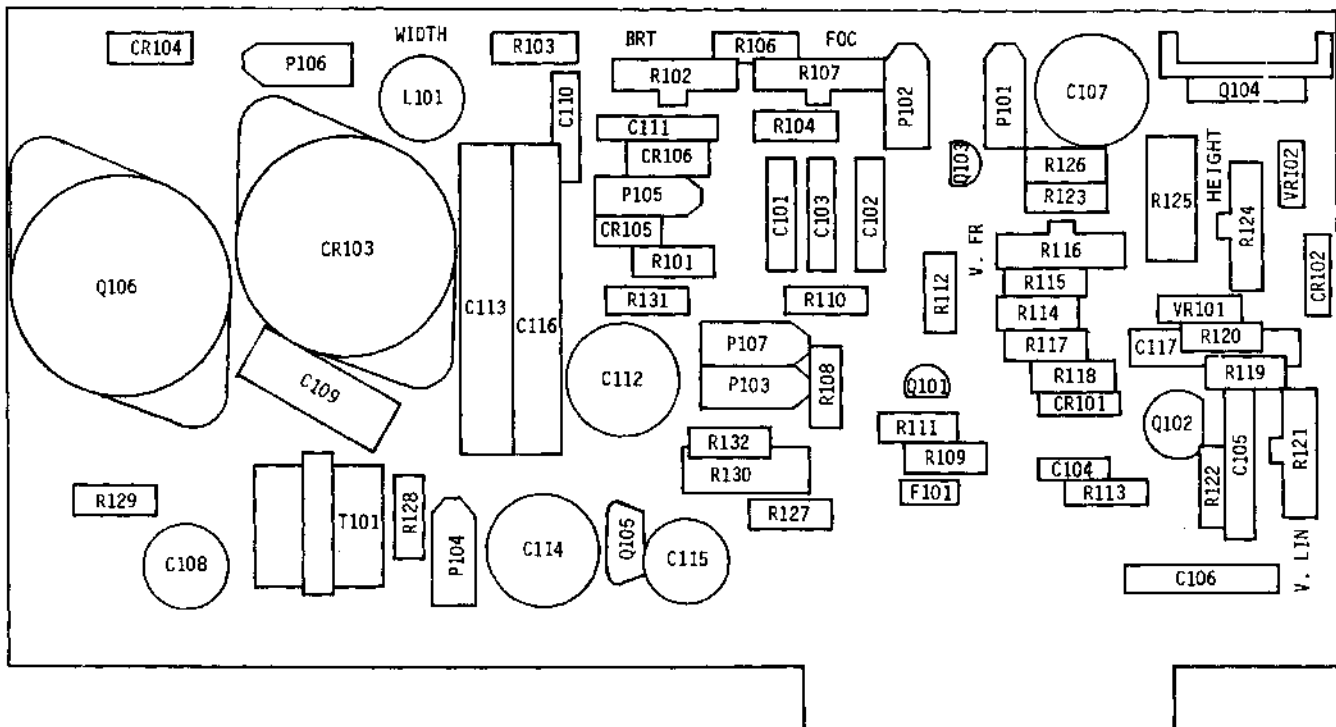 CR104
P106
WIDTH
R103
BRT
R106
FOC
L101
C110
R102
R107
P102
P101
C107
Q104
C111
R104
CR106
Q103
R126
R125
HEIGHT
VR102
P105
C101
C103
C102
R123
R124
CR105
CR103
R101
V. FR
R116
Q106
R131
R110
R112
R115
CR102
C113
C116
R114
VR101
P107
R117
C117
R120
C112
P103
R108
Q101
R118
R119
C109
CR101
R111
Q102
R132
R109
C105
R121
R130
C104
R122
R129
T101
R128
F101
R113
P104
C114
Q105
C115
R127
C108
C106
V. LIN